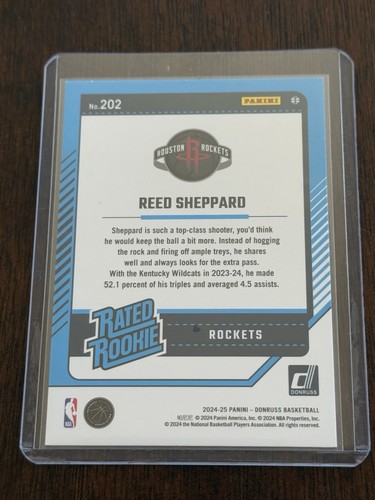 No. 202
PANINI
HOUSTON ROCKETS
REED SHEPPARD
Sheppard is such a top-class shooter, you'd think
he would keep the ball a bit more. Instead of hogging
the rock and firing off ample treys, he shares
well and always looks for the extra pass.
With the Kentucky Wildcats in 2023-24, he made
52.1 percent of his triples and averaged 4.5 assists.
RATED
ROOKIE
ROCKETS
DONRUSS
2024-25 PANINI – DONRUSS BASKETBALL
© 2024 Panini America, Inc. © 2024 NBA Properties, Inc.
© 2024 the National Basketball Players Association. All rights reserved.